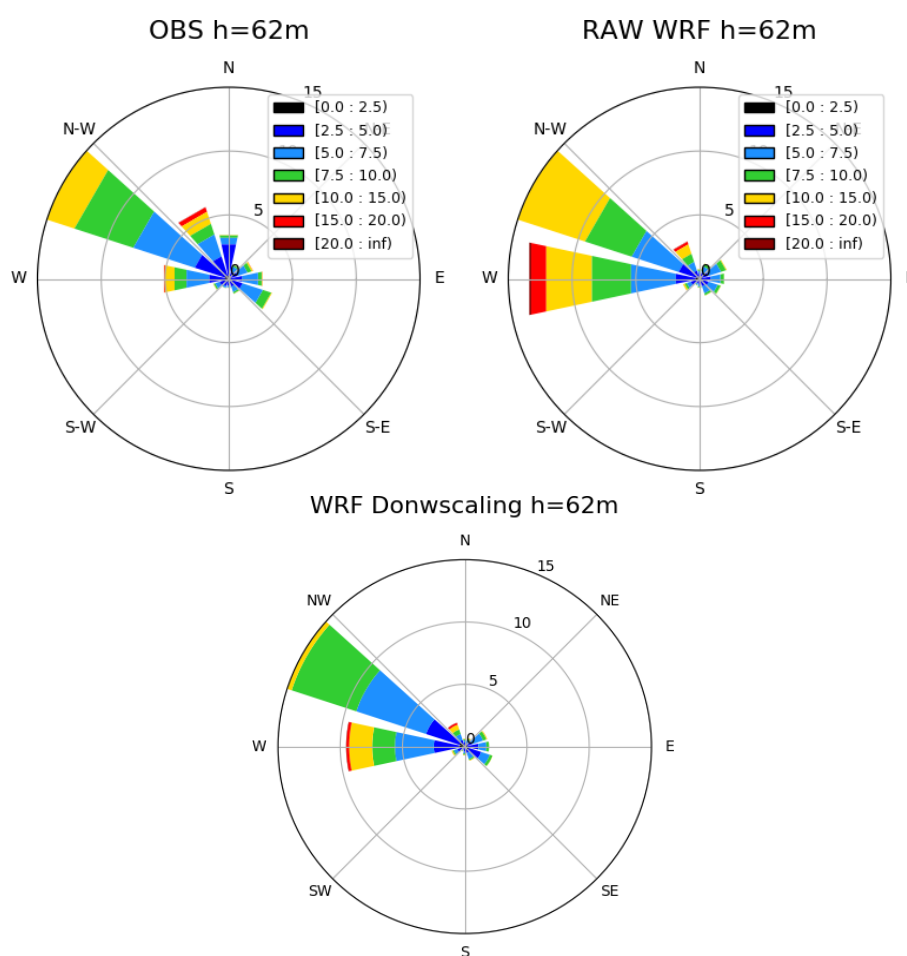 OBS h=62m
N
15
[0.0 : 2.5)
[2.5 : 5.0)
[5.0 : 7.5)
[7.5 : 10.0)
[10.0 : 15.0)
[15.0 : 20.0)
[20.0 : inf)
N-W
5
0
W
E
S-W
S-E
S
RAW WRF h=62m
N
15
[0.0 : 2.5)
[2.5 : 5.0)
[5.0 : 7.5)
[7.5 : 10.0)
[10.0 : 15.0)
[15.0 : 20.0)
[20.0 : inf)
N-W
5
0
W
S-W
S-E
S
WRF Donwscaling h=62m
N
15
NW
NE
10
5
0
W
E
SW
SE
S